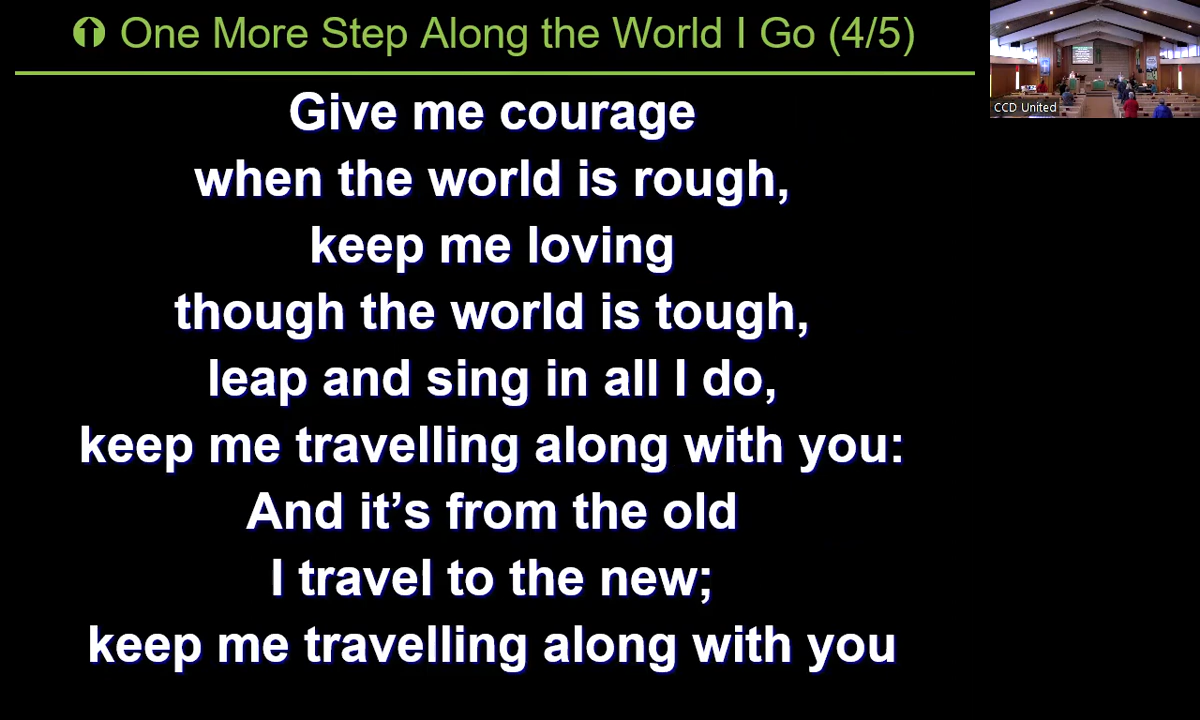 One More Step Along the World I Go (4/5)
Give me courage
when the world is rough,
keep me loving
though the world is tough,
leap and sing in all I do,
keep me travelling along with you:
And it’s from the old
I travel to the new;
keep me travelling along with you
CCD United